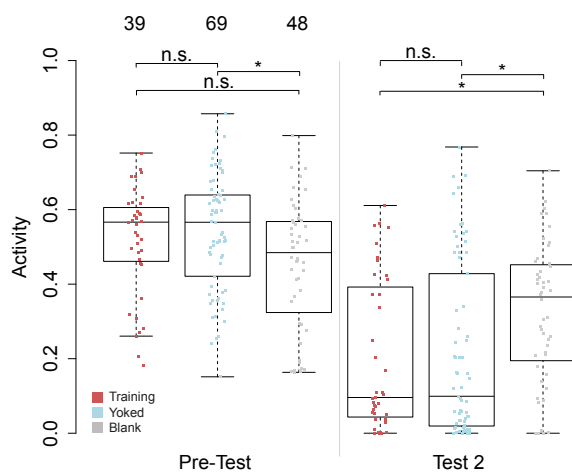 39 69 48
n.s. * n.s.
n.s. * *
Activity
1.0
0.8
0.6
0.4
0.2
0.0
Training
Yoked
Blank
Pre-Test Test 2